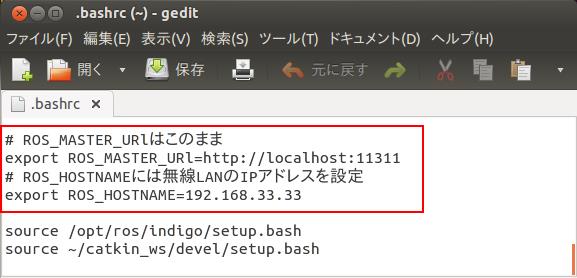 .bashrc (~) - gedit
ファイル(F) 編集(E) 表示(V) 検索(S) ツール(T) ドキュメント(D) ヘルプ(H)
開く 保存 元に戻す
.bashrc ×
# ROS_MASTER_URlはこのまま
export ROS_MASTER_URl=http://localhost:11311
# ROS_HOSTNAMEには無線LANのIPアドレスを設定
export ROS_HOSTNAME=192.168.33.33
source /opt/ros/indigo/setup.bash
source ~/catkin_ws/devel/setup.bash